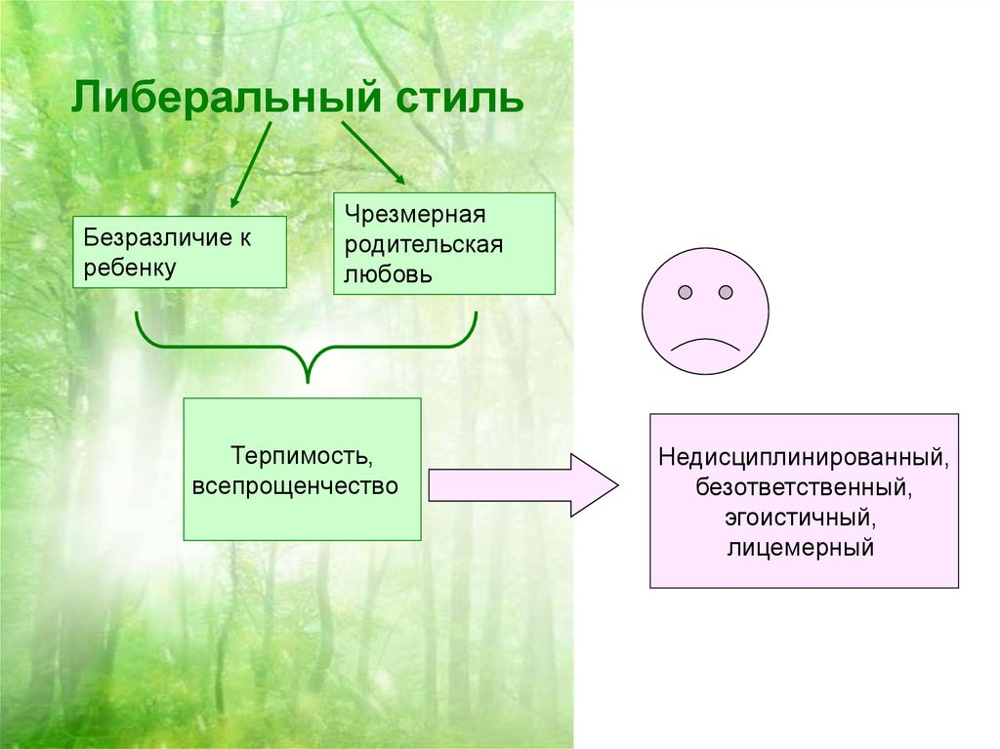 Либеральный стиль
Безразличие к
ребенку
Чрезмерная
родительская
любовь
Терпимость,
всепрощенчество
Недисциплинированный,
безответственный,
эгоистичный,
лицемерный